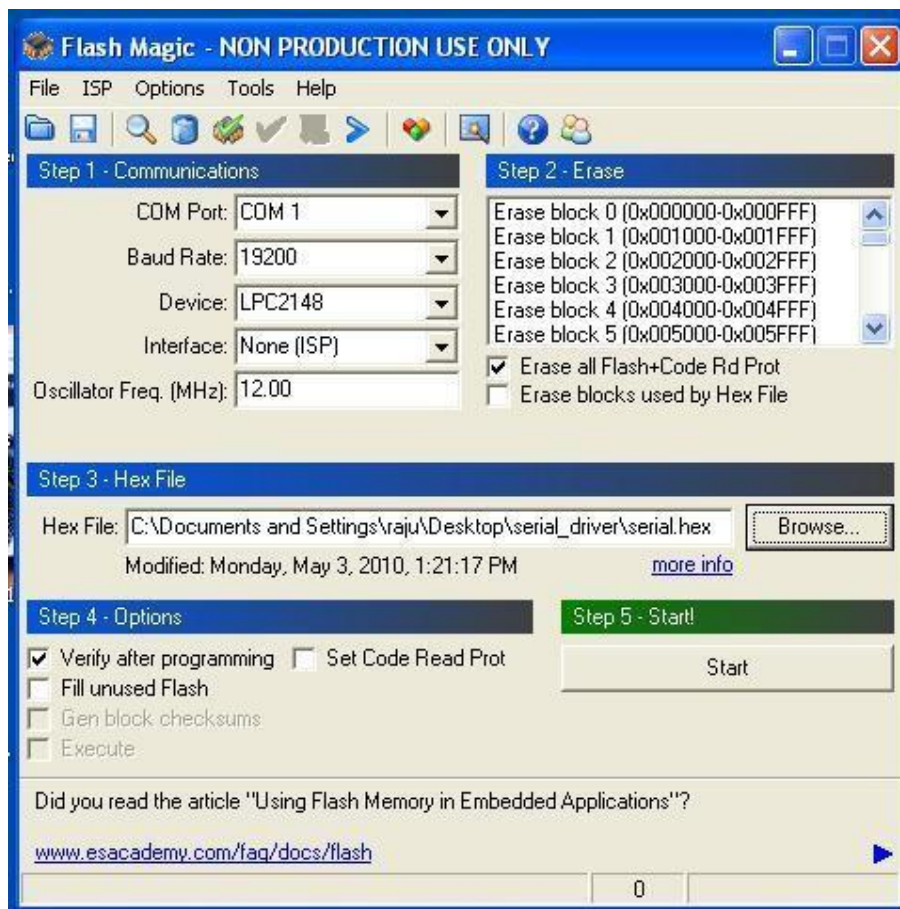 Flash Magic - NON PRODUCTION USE ONLY
File ISP Options Tools Help
Step 1 - Communications
COM Port: COM 1
Baud Rate: 19200
Device: LPC2148
Interface: None (ISP)
Oscillator Freq. (MHz): 12.00
Step 2 - Erase
Erase block 0 (0x000000-0x000FFF)
Erase block 1 (0x001000-0x001FFF)
Erase block 2 (0x002000-0x002FFF)
Erase block 3 (0x003000-0x003FFF)
Erase block 4 (0x004000-0x004FFF)
Erase block 5 (0x005000-0x005FFF)
Erase all Flash+Code Rd Prot
Erase blocks used by Hex File
Step 3 - Hex File
Hex File: C:\Documents and Settings\raju\Desktop\serial_driver\serial.hex Browse...
Modified: Monday, May 3, 2010, 1:21:17 PM more info
Step 4 - Options
Verify after programming Set Code Read Prot
Fill unused Flash
Gen block checksums
Execute
Step 5 - Start!
Start
Did you read the article "Using Flash Memory in Embedded Applications"?
www.esacademy.com/faq/docs/flash
0